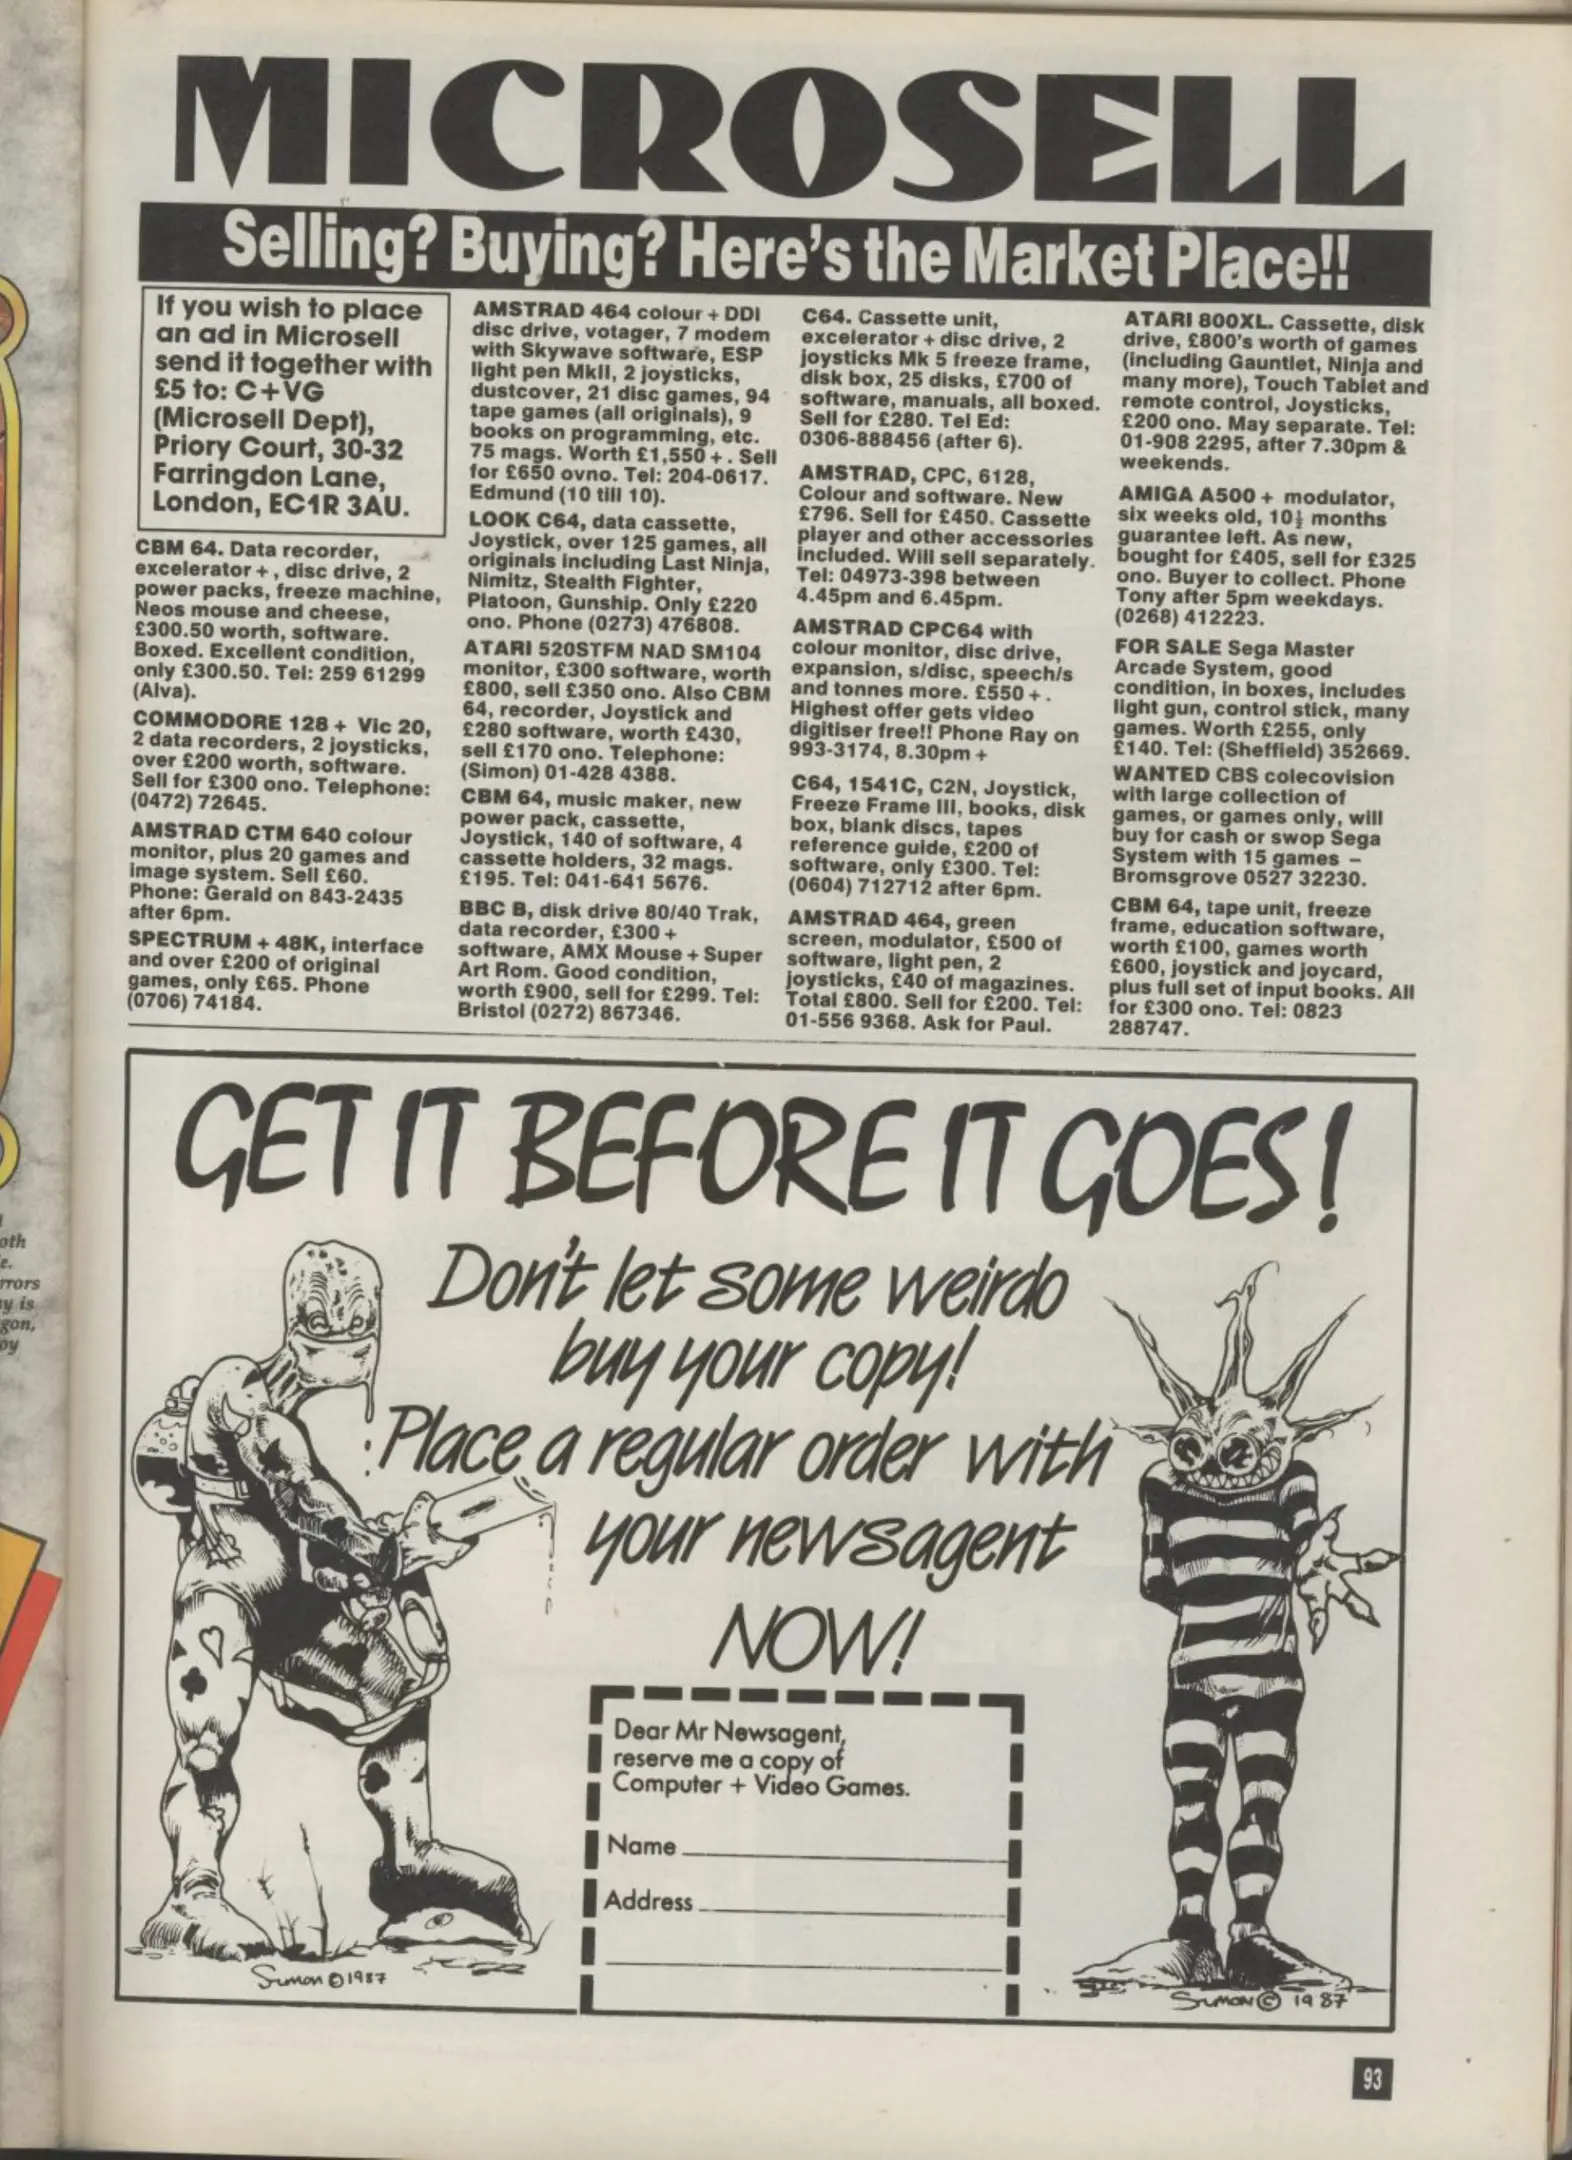 MICROSELL
Selling? Buying? Here's the Market Place!!
If you wish to place
an ad in Microsell
send it together with
£5 to: C+VG
(Microsell Dept),
Priory Court, 30-32
Farringdon Lane,
London, EC1R 3AU.
CBM 64. Data recorder,
excelerator+, disc drive, 2
power packs, freeze machine,
Neos mouse and cheese,
£300.50 worth, software.
Boxed. Excellent condition,
only £300.50. Tel: 259 61299
(Alva).
COMMODORE 128+ Vic 20,
2 data recorders, 2 joysticks,
over £200 worth, software.
Sell for £300 ono. Telephone:
(0472) 72645.
AMSTRAD CTM 640 colour
monitor, plus 20 games and
image system. Sell £60.
Phone: Gerald on 843-2435
after 6pm.
SPECTRUM + 48K, interface
and over £200 of original
games, only £65. Phone
(0706) 74184.
AMSTRAD 464 colour + DDI
disc drive, votager, 7 modem
with Skywave software, ESP
light pen MkII, 2 joysticks,
dustcover, 21 disc games, 94
tape games (all originals), 9
books on programming, etc.
75 mags. Worth £1,550+. Sell
for £650 ovno. Tel: 204-0617.
Edmund (10 till 10).
LOOK C64, data cassette,
Joystick, over 125 games, all
originals including Last Ninja,
Nimitz, Stealth Fighter,
Platoon, Gunship. Only £220
ono. Phone (0273) 476808.
ATARI 520STFM NAD SM104
monitor, £300 software, worth
£800, sell £350 ono. Also CBM
64, recorder, Joystick and
£280 software, worth £430,
sell £170 ono. Telephone:
(Simon) 01-428 4388.
CBM 64, music maker, new
power pack, cassette,
Joystick, 140 of software, 4
cassette holders, 32 mags.
£195. Tel: 041-641 5676.
BBC B, disk drive 80/40 Trak,
data recorder, £300+
software, AMX Mouse + Super
Art Rom. Good condition,
worth £900, sell for £299. Tel:
Bristol (0272) 867346.
C64. Cassette unit,
excelerator + disc drive, 2
joysticks Mk 5 freeze frame,
disk box, 25 disks, £700 of
software, manuals, all boxed.
Sell for £280. Tel Ed:
0306-888456 (after 6).
AMSTRAD, CPC, 6128,
Colour and software. New
£796. Sell for £450. Cassette
player and other accessories
included. Will sell separately.
Tel: 04973-398 between
4.45pm and 6.45pm.
AMSTRAD CPC64 with
colour monitor, disc drive,
expansion, s/disc, speech/s
and tonnes more. £550+.
Highest offer gets video
digitiser free!! Phone Ray on
993-3174, 8.30pm+
C64, 1541C, C2N, Joystick,
Freeze Frame III, books, disk
box, blank discs, tapes
reference guide, £200 of
software, only £300. Tel:
(0604) 712712 after 6pm.
AMSTRAD 464, green
screen, modulator, £500 of
software, light pen, 2
joysticks, £40 of magazines.
Total £800. Sell for £200. Tel:
01-556 9368. Ask for Paul.
ATARI 800XL. Cassette, disk
drive, £800's worth of games
(including Gauntlet, Ninja and
many more), Touch Tablet and
remote control, Joysticks,
£200 ono. May separate. Tel:
01-908 2295, after 7.30pm &
weekends.
AMIGA A500+ modulator,
six weeks old, 10½ months
guarantee left. As new,
bought for £405, sell for £325
ono. Buyer to collect. Phone
Tony after 5pm weekdays.
(0268) 412223.
FOR SALE Sega Master
Arcade System, good
condition, in boxes, includes
light gun, control stick, many
games. Worth £255, only
£140. Tel: (Sheffield) 352669.
WANTED CBS colecovision
with large collection of
games, or games only, will
buy for cash or swop Sega
System with 15 games –
Bromsgrove 0527 32230.
CBM 64, tape unit, freeze
frame, education software,
worth £100, games worth
£600, joystick and joycard,
plus full set of input books. All
for £300 ono. Tel: 0823
288747.
GET IT BEFORE IT GOES!
Don't let some weirdo
buy your copy!
Place a regular order with
your newsagent
NOW!
Dear Mr Newsagent,
reserve me a copy of
Computer + Video Games.
Name
Address
Simon © 1987
Simon © 1987
93
oth
e.
rrors
y is
gon,
oy